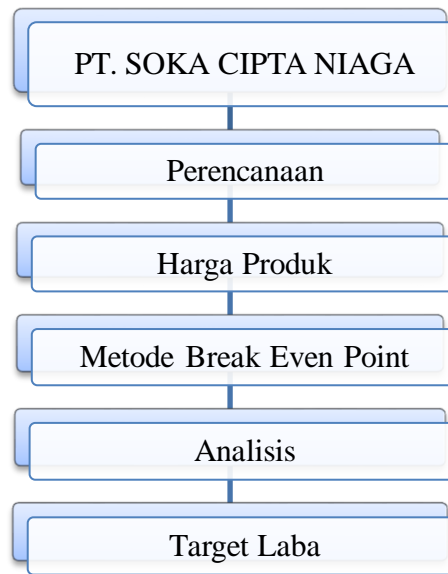 PT. SOKA CIPTA NIAGA
Perencanaan
Harga Produk
Metode Break Even Point
Analisis
Target Laba